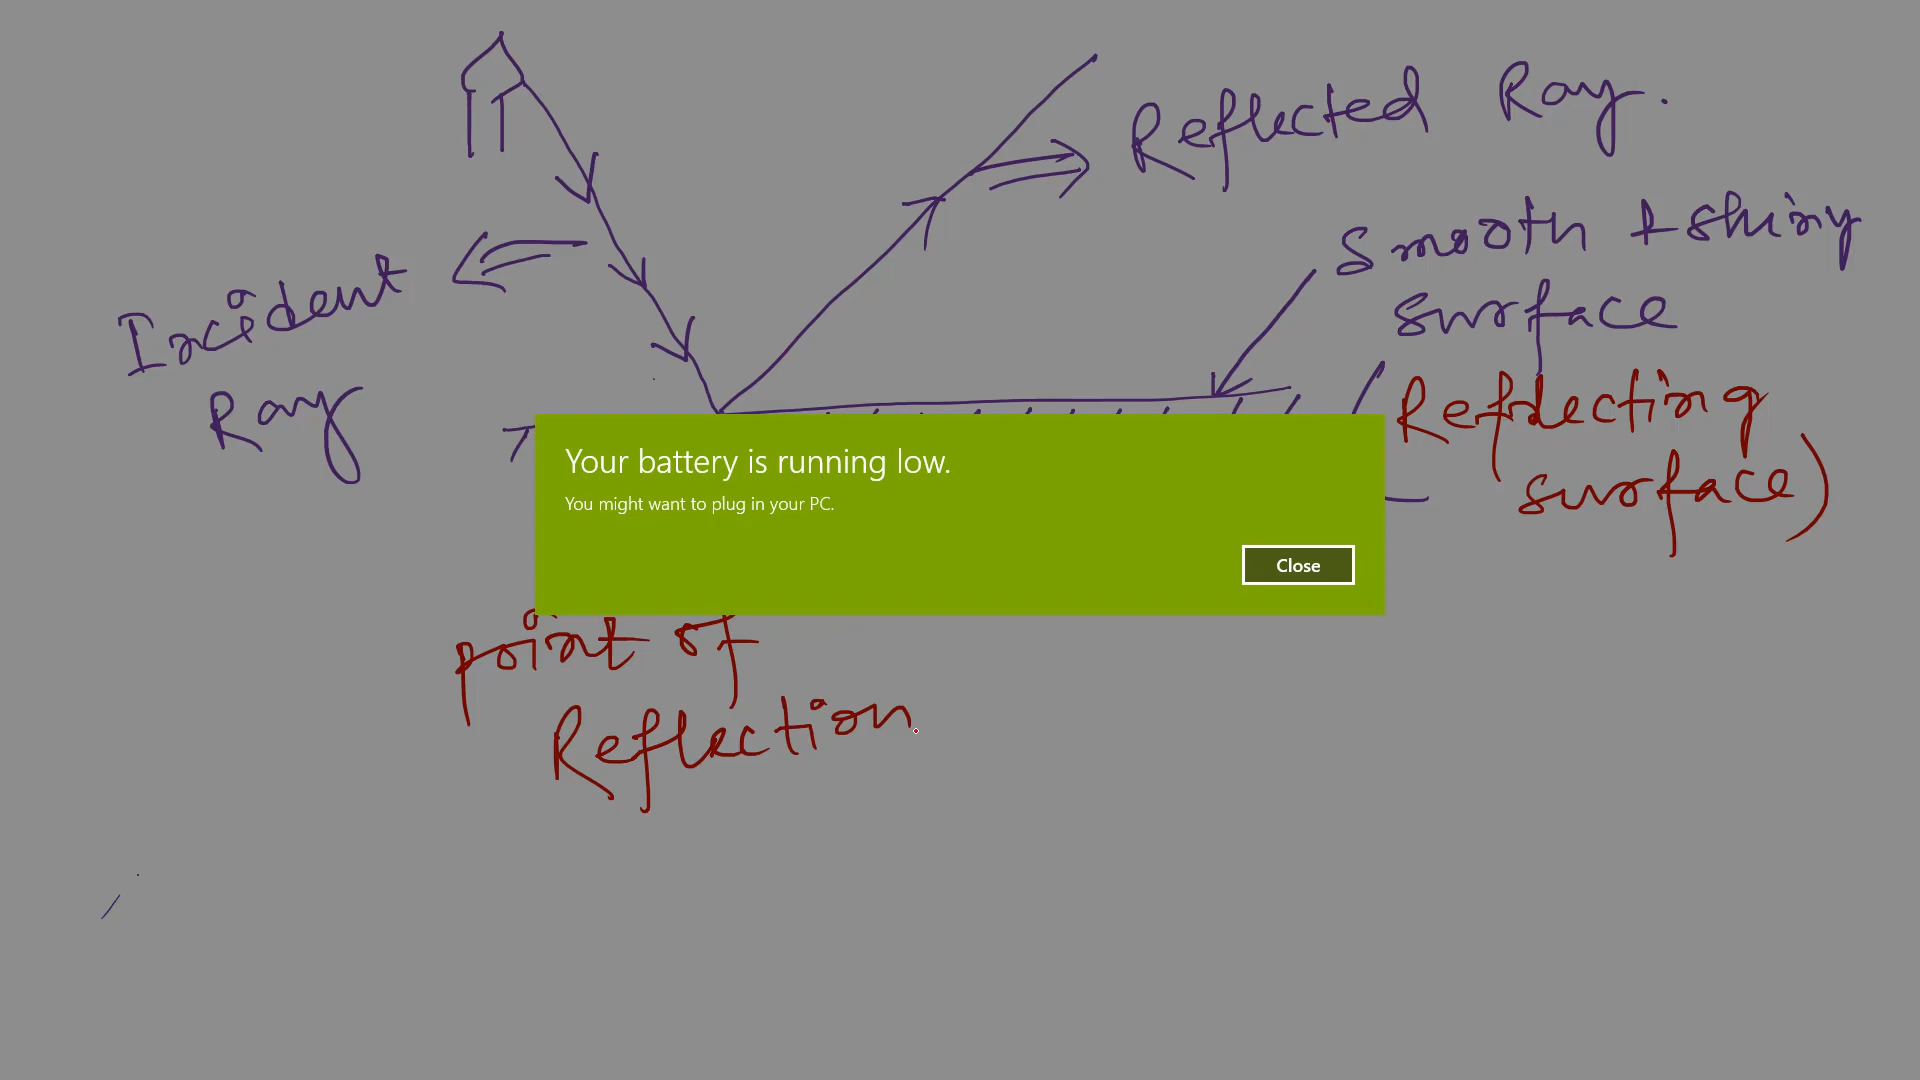 Reflected Ray.
Smooth + shiny
surface
Incident
Ray
(Reflecting
surface)
Your battery is running low.
You might want to plug in your PC.
Close
point of
Reflection